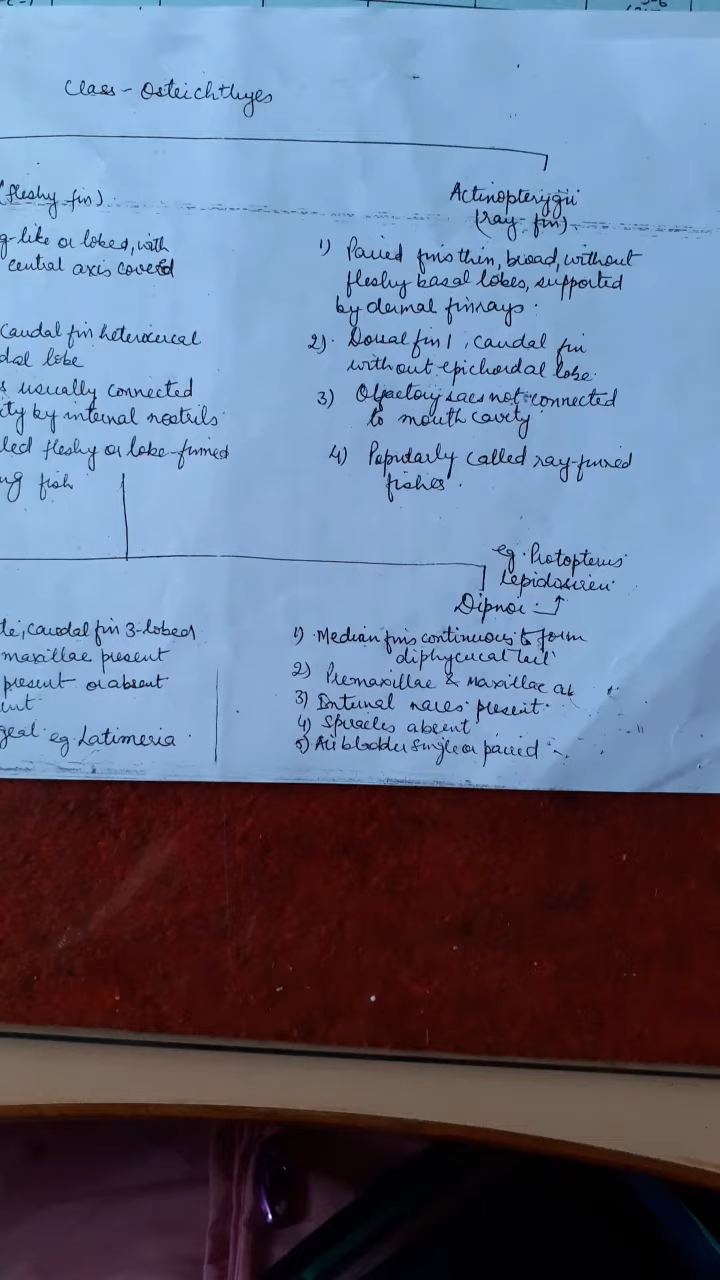 Class - Osteichthyes
(fleshy fin)
g-like or lobed, with
central axis covered
caudal fin heterocercal
dal lobe
s usually connected
ity by internal nostrils
led fleshy or lobe-finned
ng fish
Actinopterygii
(ray-fin)
1) Paired fins thin, broad, without
fleshy basal lobes, supported
by dermal finrays.
2). Dorsal fin 1, caudal fin
without epichordal lobe.
3) Olfactory sacs not connected
to mouth cavity
4) Popularly called ray-finned
fishes.
te, caudal fin 3-lobed
maxillae present
present or absent
ent
geal. eg. Latimeria.
eg. Protopterus
Lepidosiren.
Dipnoi ↑
1) Median fins continuous to form
diphycercal tail
2) Premaxillae & Maxillae
3) Internal nares present.
4) Spiracles absent
5) Air bladder single or paired